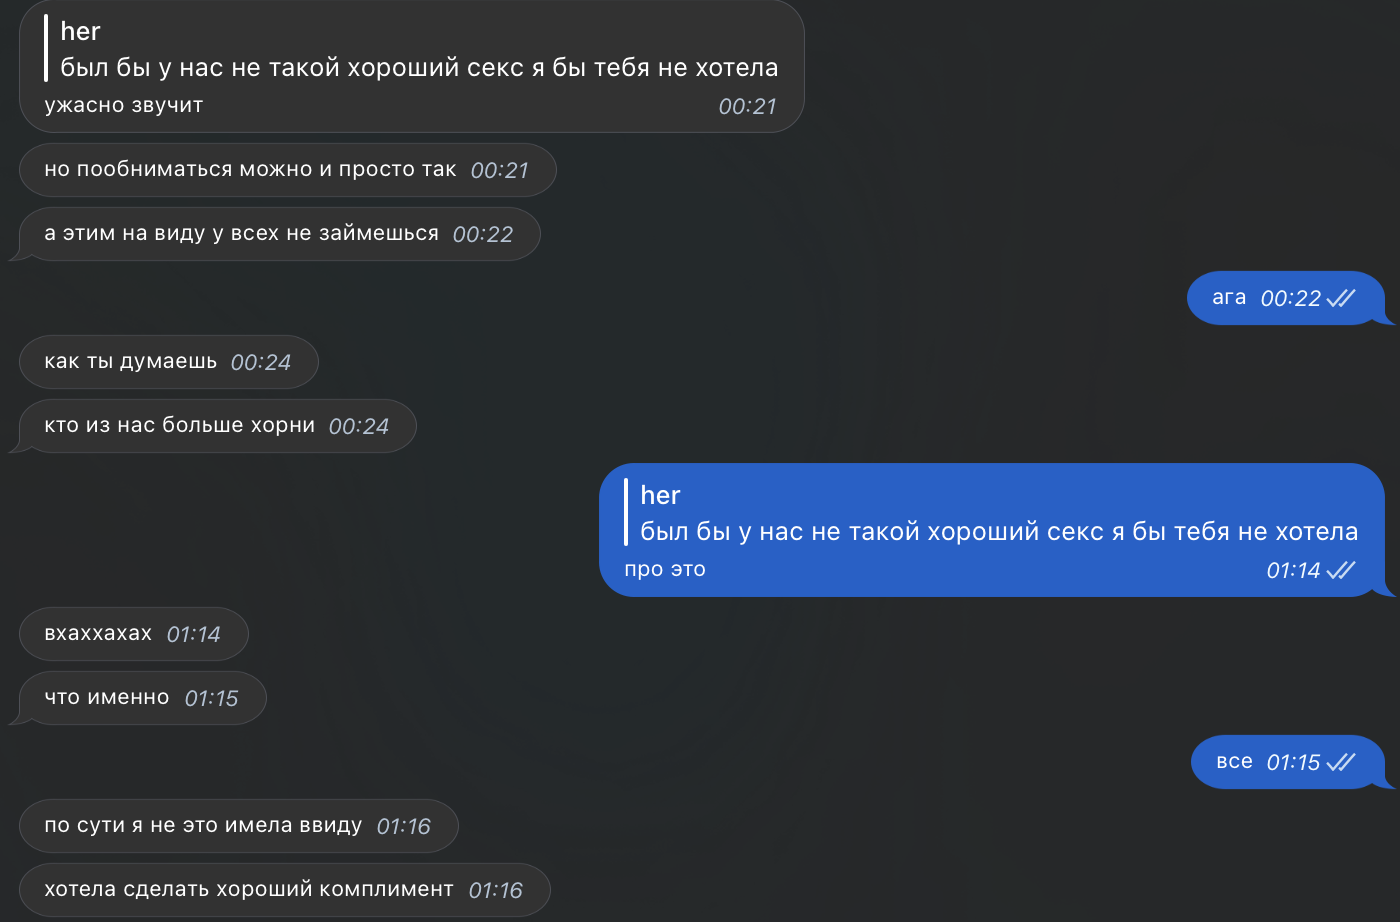 her
был бы у нас не такой хороший секс я бы тебя не хотела
ужасно звучит 00:21
но пообниматься можно и просто так 00:21
а этим на виду у всех не займешься 00:22
ага 00:22
как ты думаешь 00:24
кто из нас больше хорни 00:24
her
был бы у нас не такой хороший секс я бы тебя не хотела
про это 01:14
вхаххахах 01:14
что именно 01:15
все 01:15
по сути я не это имела ввиду 01:16
хотела сделать хороший комплимент 01:16